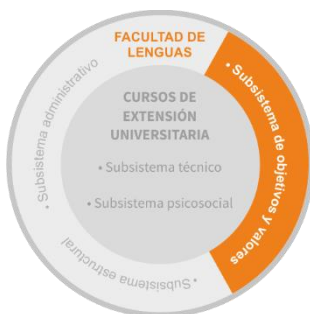 FACULTAD DE
LENGUAS
• Subsistema de objetivos y valores
CURSOS DE
EXTENSIÓN
UNIVERSITARIA
• Subsistema técnico
• Subsistema psicosocial
• Subsistema administrativo
• Subsistema estructural